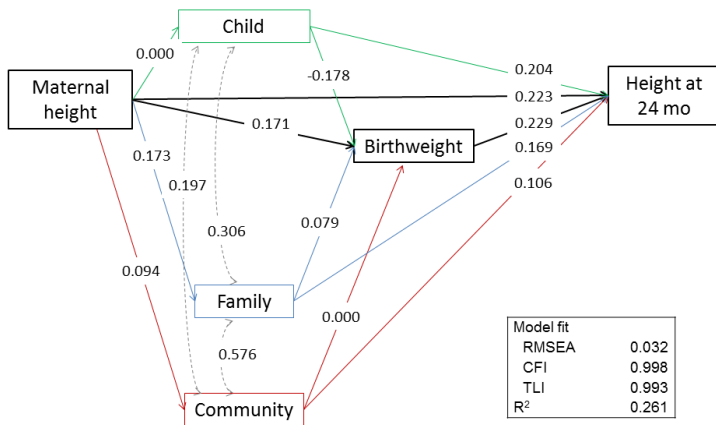 Child
0.000
-0.178
0.204
Maternal
height
0.223
Height at
24 mo
0.171
0.229
Birthweight
0.173
0.169
0.197
0.106
0.079
0.306
0.094
Family
0.000
0.576
Model fit
RMSEA 0.032
CFI 0.998
TLI 0.993
R² 0.261
Community